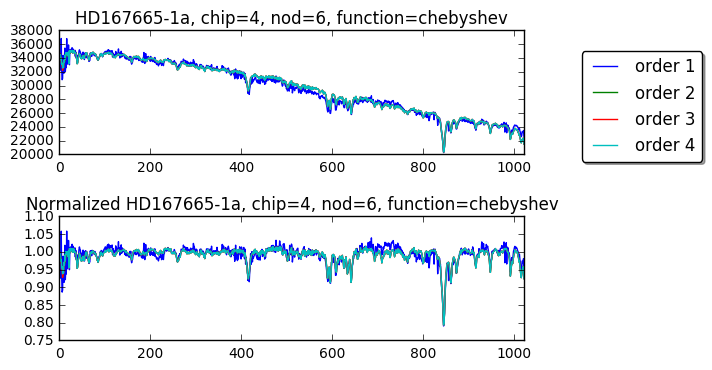 HD167665-1a, chip=4, nod=6, function=chebyshev
38000
36000
34000
32000
30000
28000
26000
24000
22000
20000
0 200 400 600 800 1000
order 1
order 2
order 3
order 4
Normalized HD167665-1a, chip=4, nod=6, function=chebyshev
1.10
1.05
1.00
0.95
0.90
0.85
0.80
0.75
0 200 400 600 800 1000